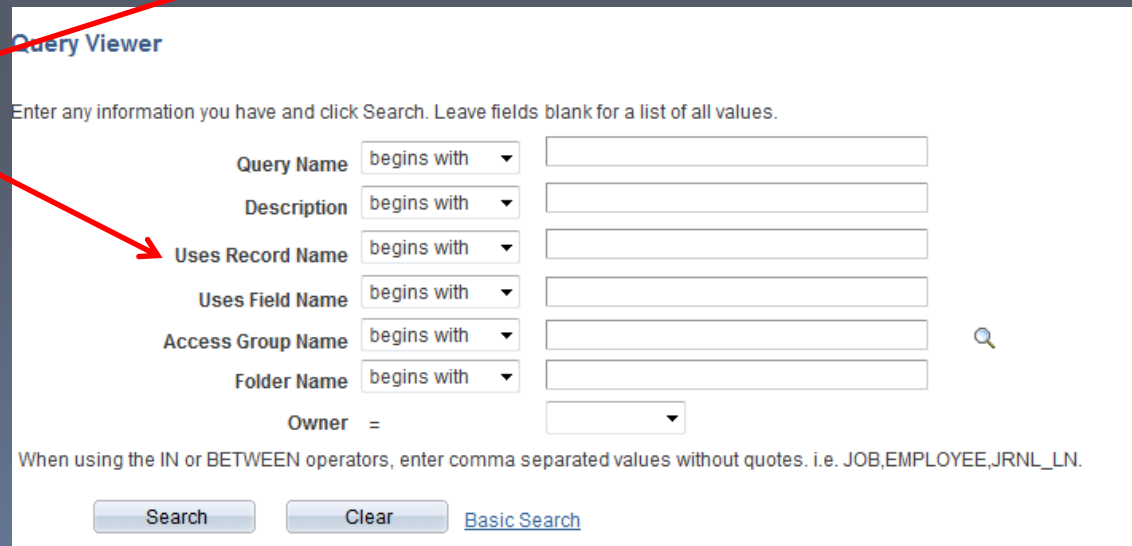 Query Viewer
Enter any information you have and click Search. Leave fields blank for a list of all values.
Query Name begins with
Description begins with
Uses Record Name begins with
Uses Field Name begins with
Access Group Name begins with
Folder Name begins with
Owner =
When using the IN or BETWEEN operators, enter comma separated values without quotes. i.e. JOB,EMPLOYEE,JRNL_LN.
Search Clear Basic Search